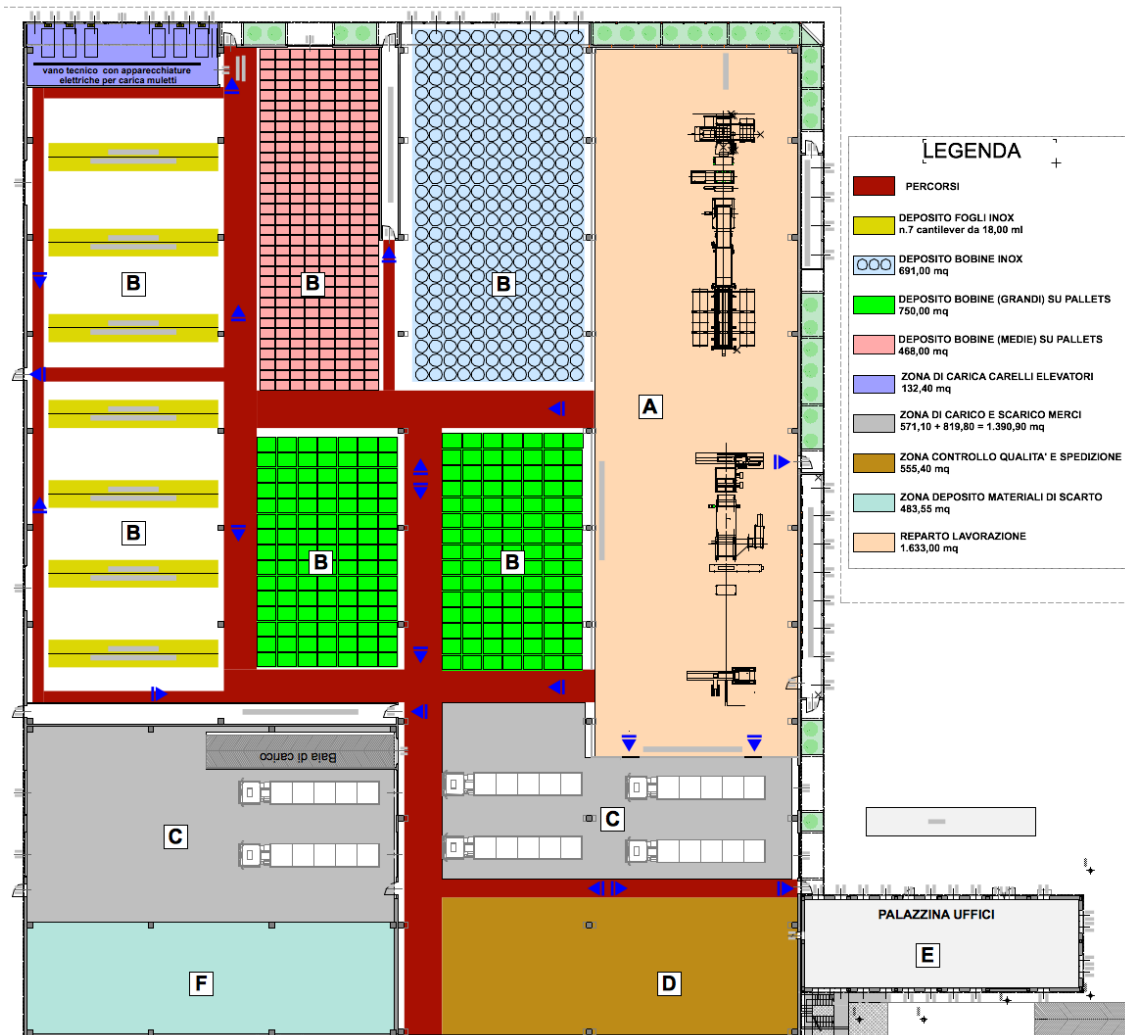 vano tecnico con apparecchiature
elettriche per carica muletti
LEGENDA
PERCORSI
DEPOSITO FOGLI INOX
n.7 cantilever da 18,00 ml
DEPOSITO BOBINE INOX
691,00 mq
DEPOSITO BOBINE (GRANDI) SU PALLETS
750,00 mq
DEPOSITO BOBINE (MEDIE) SU PALLETS
468,00 mq
ZONA DI CARICA CARELLI ELEVATORI
132,40 mq
ZONA DI CARICO E SCARICO MERCI
571,10 + 819,80 = 1.390,90 mq
ZONA CONTROLLO QUALITA' E SPEDIZIONE
555,40 mq
ZONA DEPOSITO MATERIALI DI SCARTO
483,55 mq
REPARTO LAVORAZIONE
1.633,00 mq
B
B
B
A
B
B
B
Baia di carico
C
C
PALAZZINA UFFICI
E
F
D